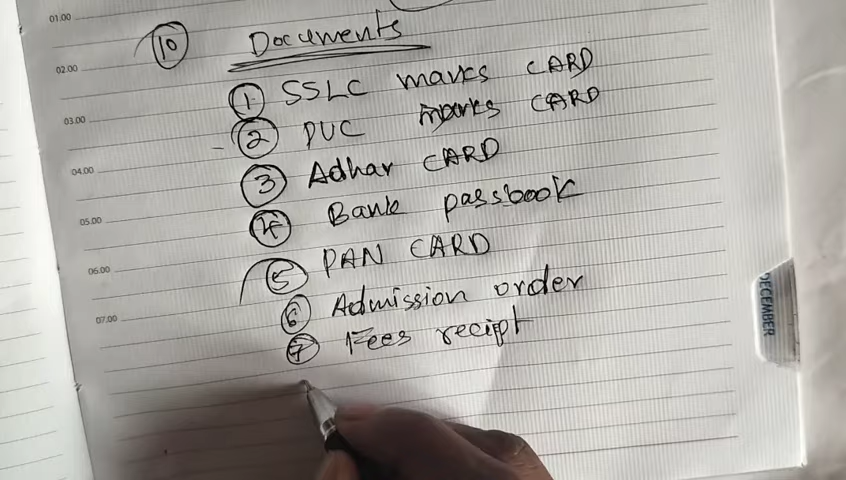 01.00
10 Documents
02.00
1 SSLC marks CARD
03.00
2 PUC marks CARD
04.00
3 Adhar CARD
05.00
4 Bank passbook
06.00
5 PAN CARD
6 Admission order
07.00
7 Fees recipt
DECEMBER